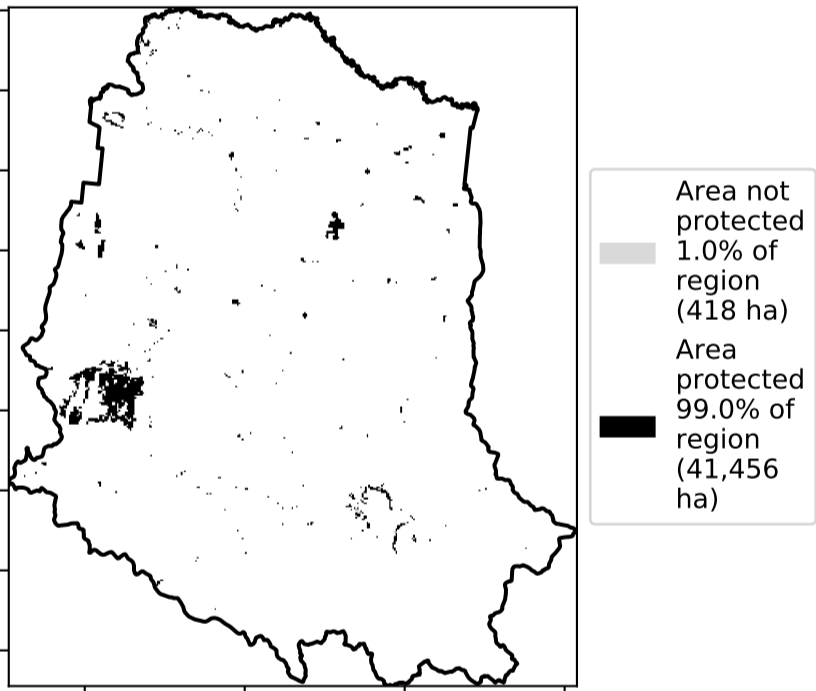 Area not
protected
1.0% of
region
(418 ha)
Area
protected
99.0% of
region
(41,456
ha)